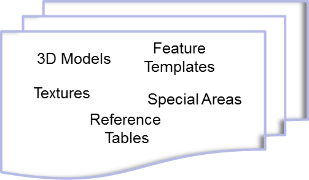 3D Models
Feature
Templates
Textures
Special Areas
Reference
Tables